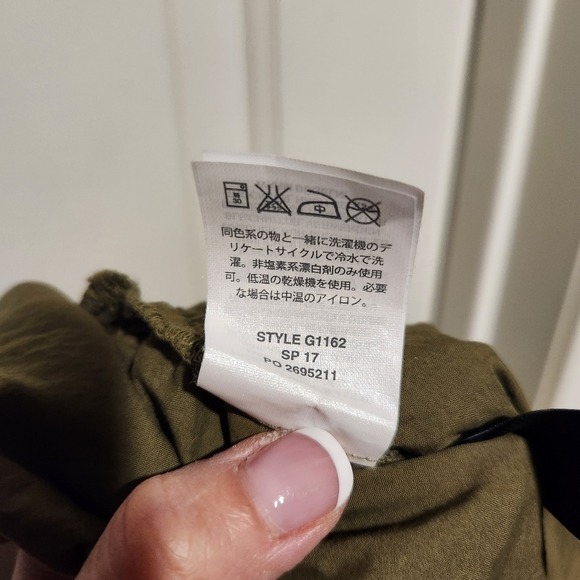 中
同色系の物と一緒に洗濯機のデ
リケートサイクルで冷水で洗
濯。非塩素系漂白剤のみ使用
可。低温の乾燥機を使用。必要
な場合は中温のアイロン。
STYLE G1162
SP 17
PO 2695211